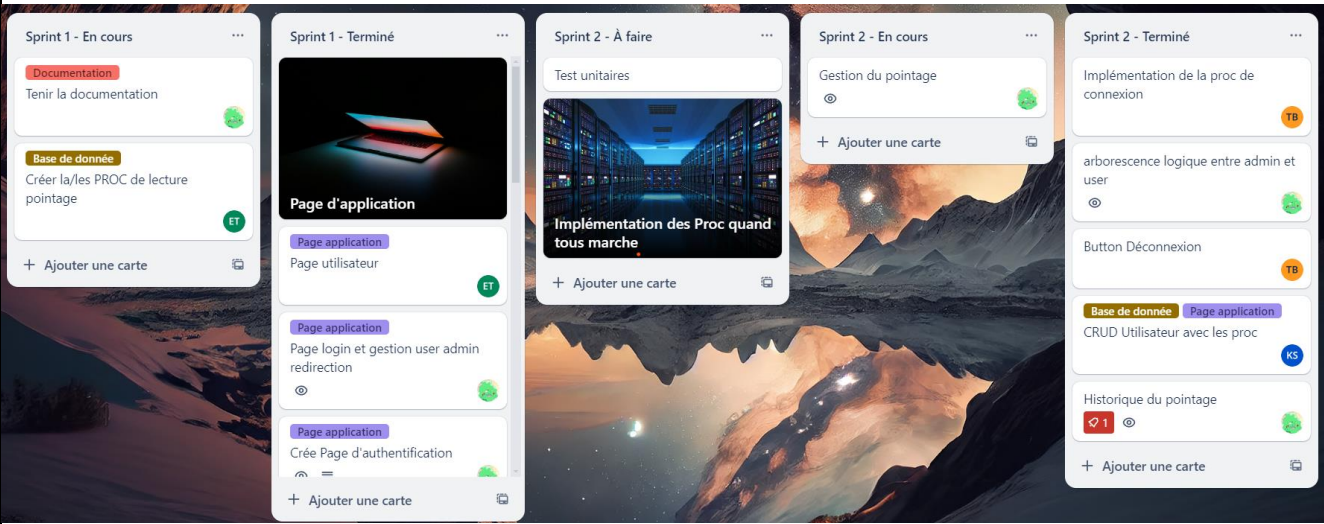 Sprint 1 - En cours
Documentation
Tenir la documentation
Base de donnée
Créer la/les PROC de lecture
pointage
ET
+ Ajouter une carte
Sprint 1 - Terminé
Page d'application
Page application
Page utilisateur
ET
Page application
Page login et gestion user admin
redirection
Page application
Crée Page d'authentification
+ Ajouter une carte
Sprint 2 - À faire
Test unitaires
Implémentation des Proc quand
tous marche
+ Ajouter une carte
Sprint 2 - En cours
Gestion du pointage
+ Ajouter une carte
Sprint 2 - Terminé
Implémentation de la proc de
connexion
TB
arborescence logique entre admin et
user
Button Déconnexion
TB
Base de donnée Page application
CRUD Utilisateur avec les proc
KS
Historique du pointage
1
+ Ajouter une carte